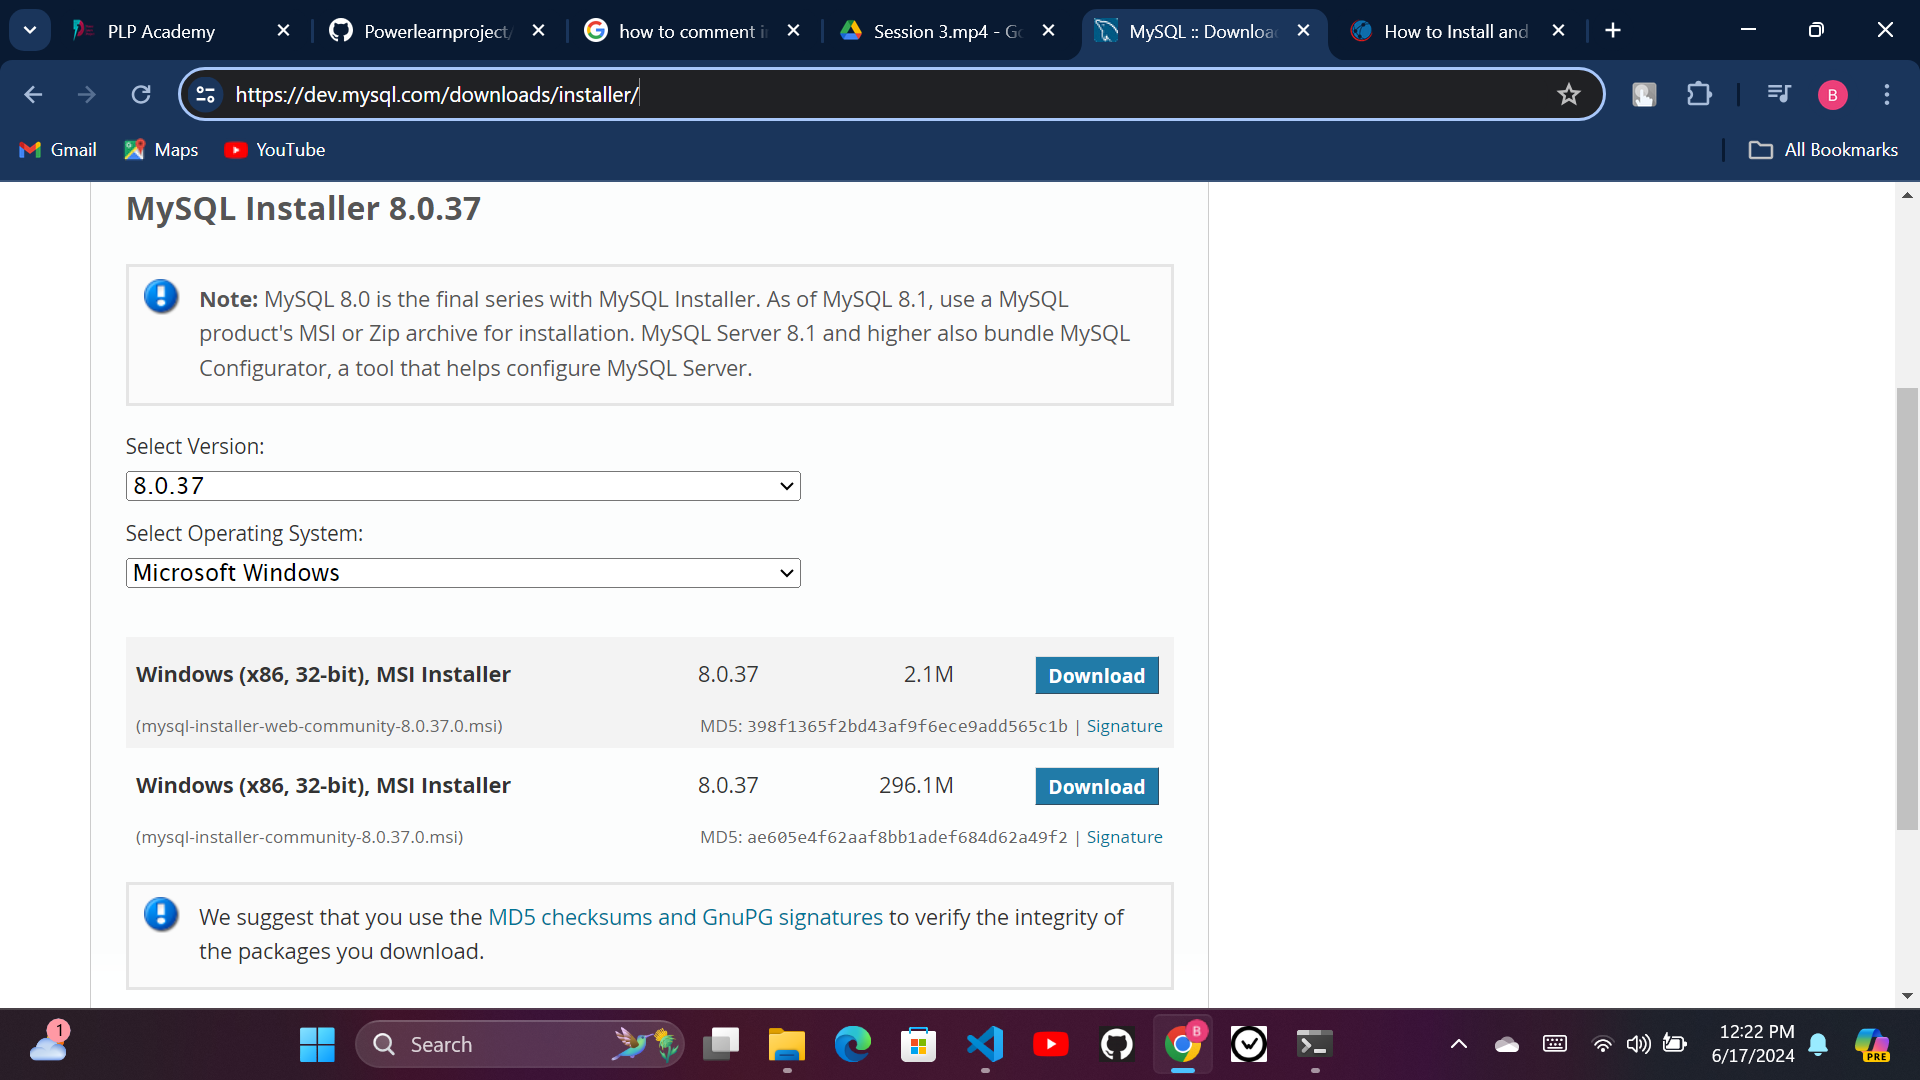 PLP Academy
Powerlearnproject/
how to comment i
Session 3.mp4 - Go
MySQL :: Downloa
How to Install and
https://dev.mysql.com/downloads/installer/
B
Gmail
Maps
YouTube
All Bookmarks
MySQL Installer 8.0.37
Note: MySQL 8.0 is the final series with MySQL Installer. As of MySQL 8.1, use a MySQL
product's MSI or Zip archive for installation. MySQL Server 8.1 and higher also bundle MySQL
Configurator, a tool that helps configure MySQL Server.
Select Version:
8.0.37
Select Operating System:
Microsoft Windows
Windows (x86, 32-bit), MSI Installer 8.0.37 2.1M Download
(mysql-installer-web-community-8.0.37.0.msi) MD5: 398f1365f2bd43af9f6ece9add565c1b | Signature
Windows (x86, 32-bit), MSI Installer 8.0.37 296.1M Download
(mysql-installer-community-8.0.37.0.msi) MD5: ae605e4f62aaf8bb1adef684d62a49f2 | Signature
We suggest that you use the MD5 checksums and GnuPG signatures to verify the integrity of
the packages you download.
1
Search
B
12:22 PM
6/17/2024
PRE